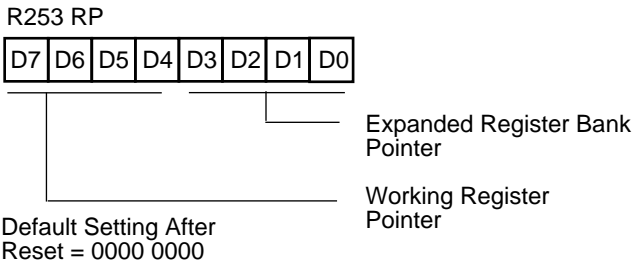 R253 RP
D7 D6 D5 D4 D3 D2 D1 D0
Expanded Register Bank
Pointer
Working Register
Pointer
Default Setting After
Reset = 0000 0000